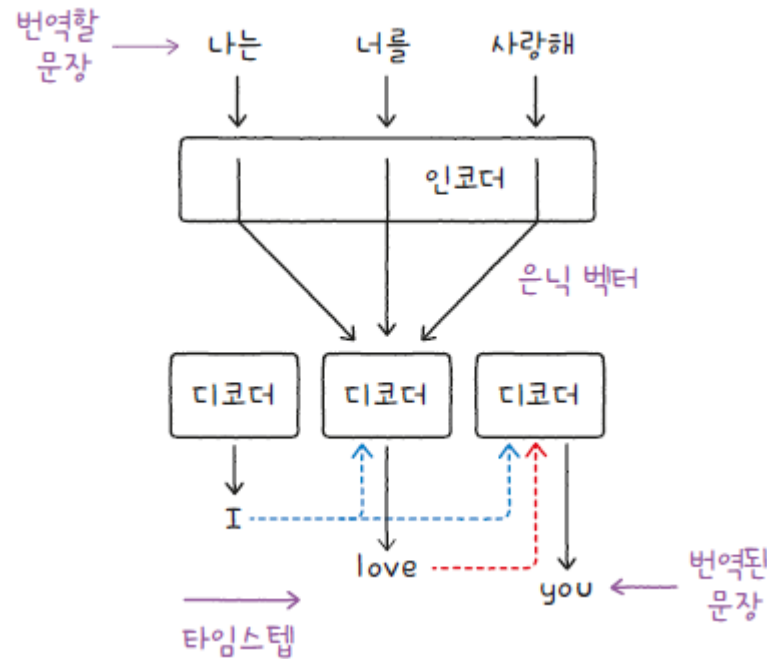 번역할
문장
나는 너를 사랑해
인코더
은닉 벡터
디코더 디코더 디코더
I
love
you
번역된
문장
타임스텝